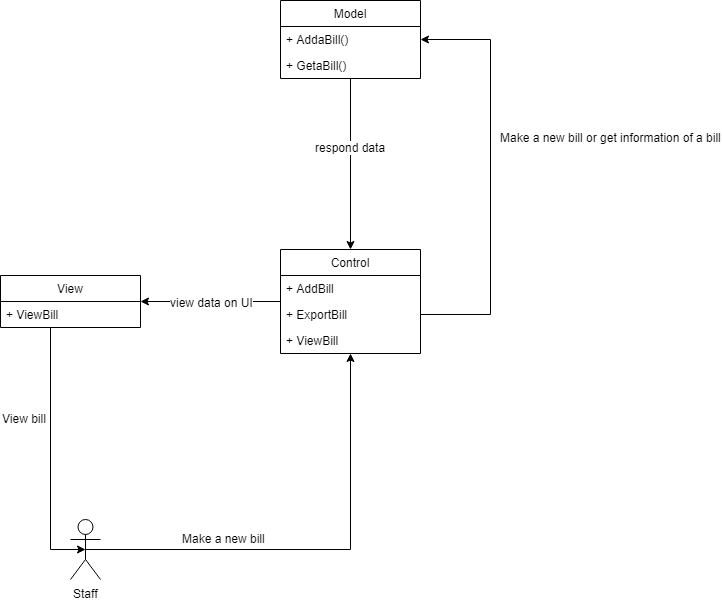 Model
+ AddaBill()
+ GetaBill()
Make a new bill or get information of a bill
respond data
Control
+ AddBill
+ ExportBill
+ ViewBill
View
+ ViewBill
view data on UI
View bill
Make a new bill
Staff